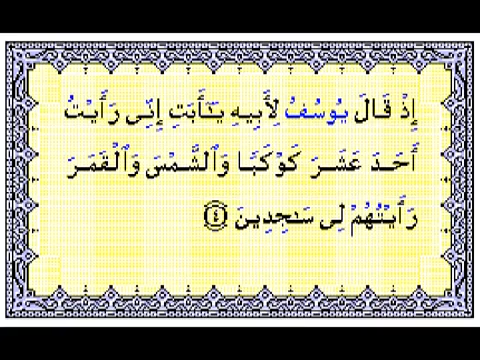 إِذْ قَالَ يُوسُفُ لِأَبِيهِ يَـٰٓأَبَتِ إِنِّى رَأَيْتُ
أَحَدَ عَشَرَ كَوْكَبًا وَٱلشَّمْسَ وَٱلْقَمَرَ
رَأَيْتُهُمْ لِى سَـٰجِدِينَ ٤